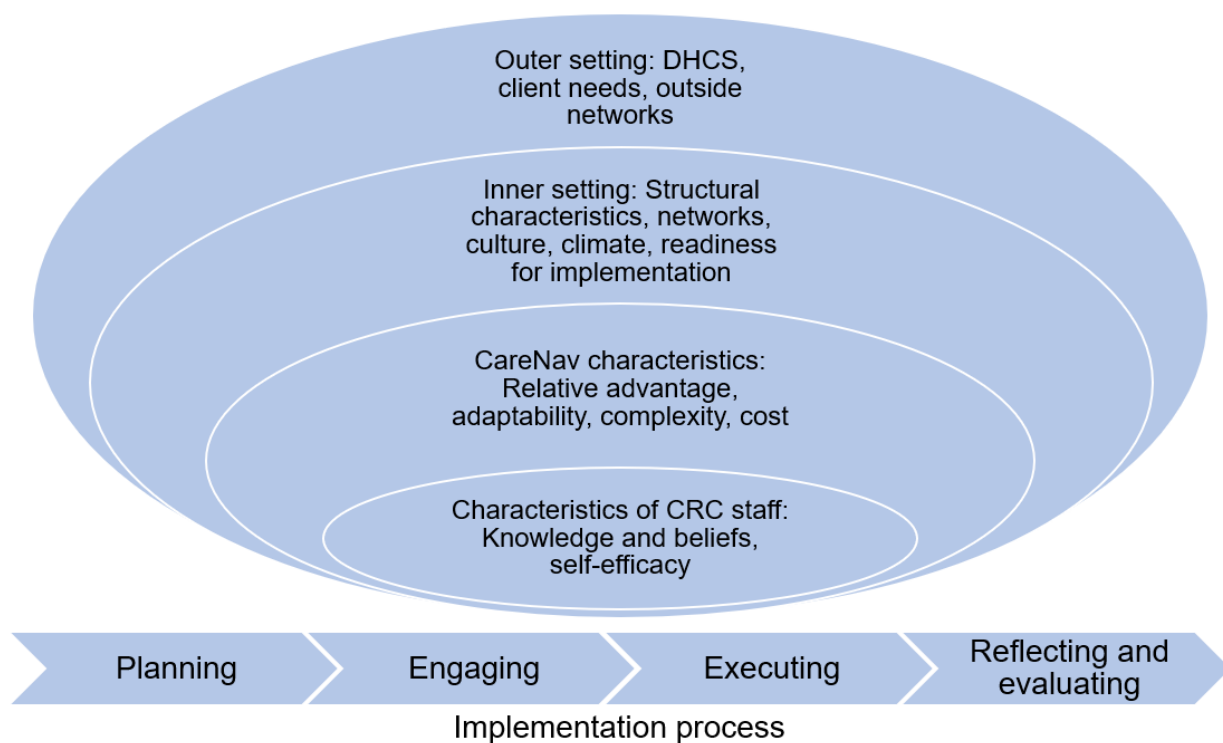 Outer setting: DHCS,
client needs, outside
networks
Inner setting: Structural
characteristics, networks,
culture, climate, readiness
for implementation
CareNav characteristics:
Relative advantage,
adaptability, complexity, cost
Characteristics of CRC staff:
Knowledge and beliefs,
self-efficacy
Planning
Engaging
Executing
Reflecting and
evaluating
Implementation process